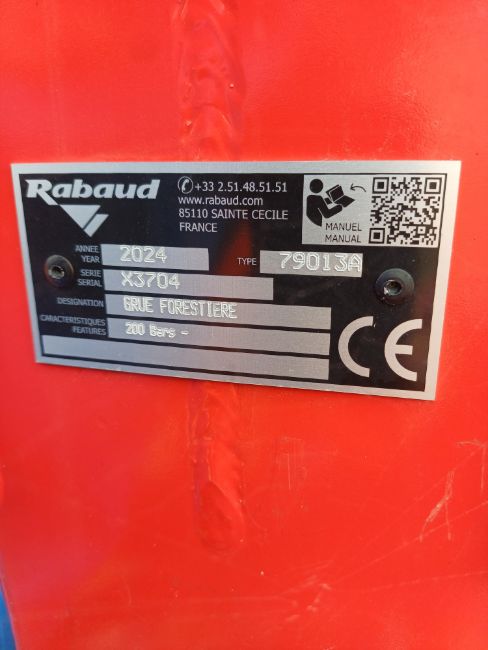 Rabaud
+33 2.51.48.51.51
www.rabaud.com
85110 SAINTE CECILE
FRANCE
MANUEL
MANUAL
ANNEE
YEAR
2024
TYPE
79013A
SERIE
SERIAL
X3704
DESIGNATION
GRUE FORESTIERE
CARACTERISTIQUES
FEATURES
200 Bars -
CE